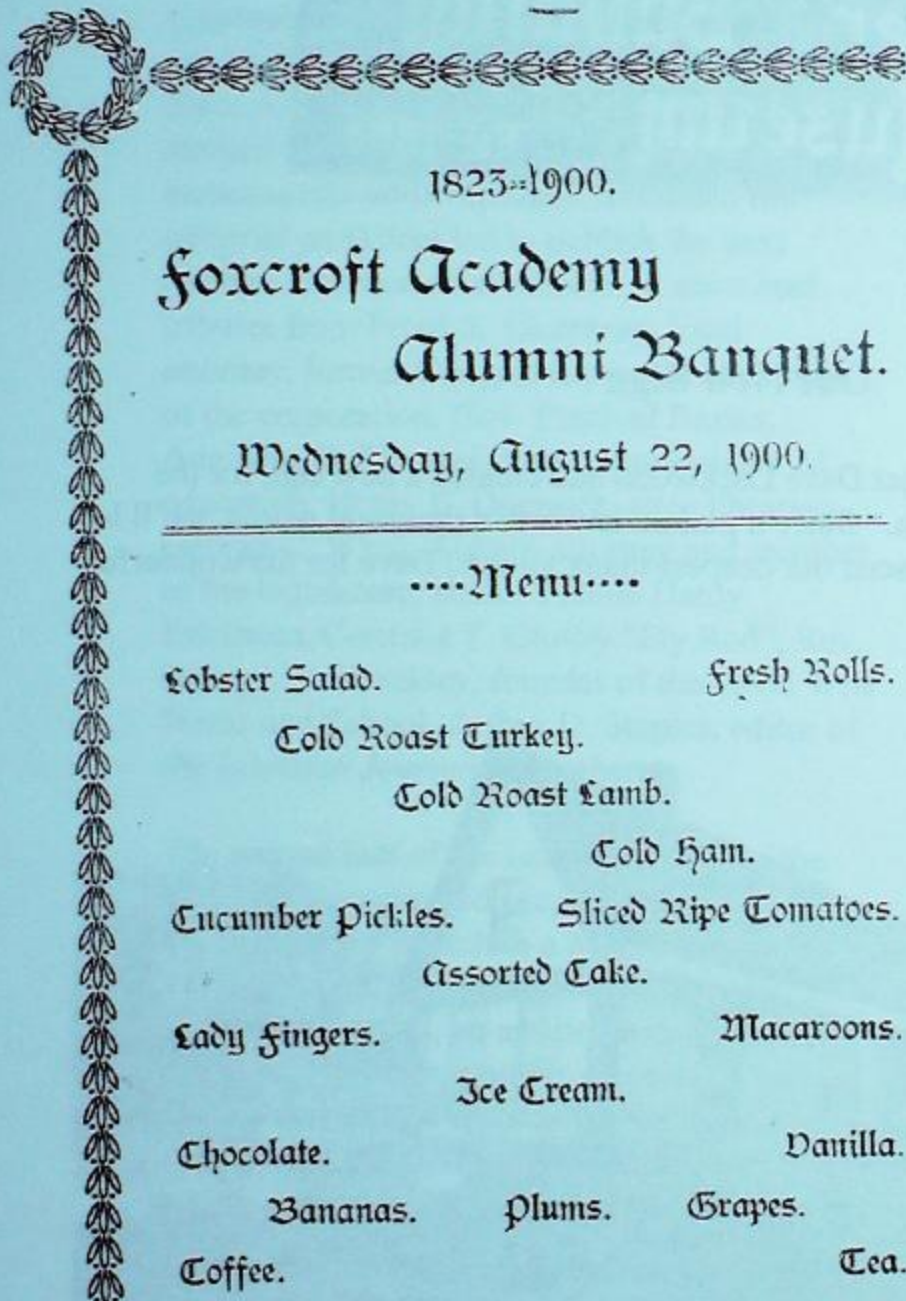 1823-1900.
Foxcroft Academy
Alumni Banquet.
Wednesday, August 22, 1900.
....Menu....
Lobster Salad. Fresh Rolls.
Cold Roast Turkey.
Cold Roast Lamb.
Cold Ham.
Cucumber Pickles. Sliced Ripe Tomatoes.
Assorted Cake.
Lady Fingers. Macaroons.
Ice Cream.
Chocolate. Vanilla.
Bananas. Plums. Grapes.
Coffee. Tea.